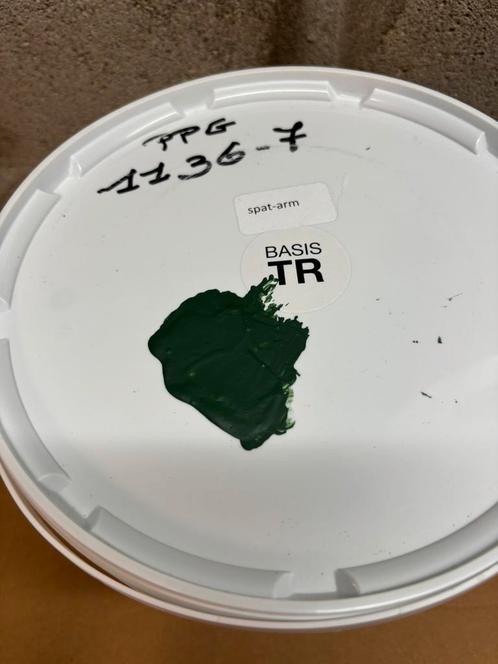 PPG
1136-7
spat-arm
BASIS
TR